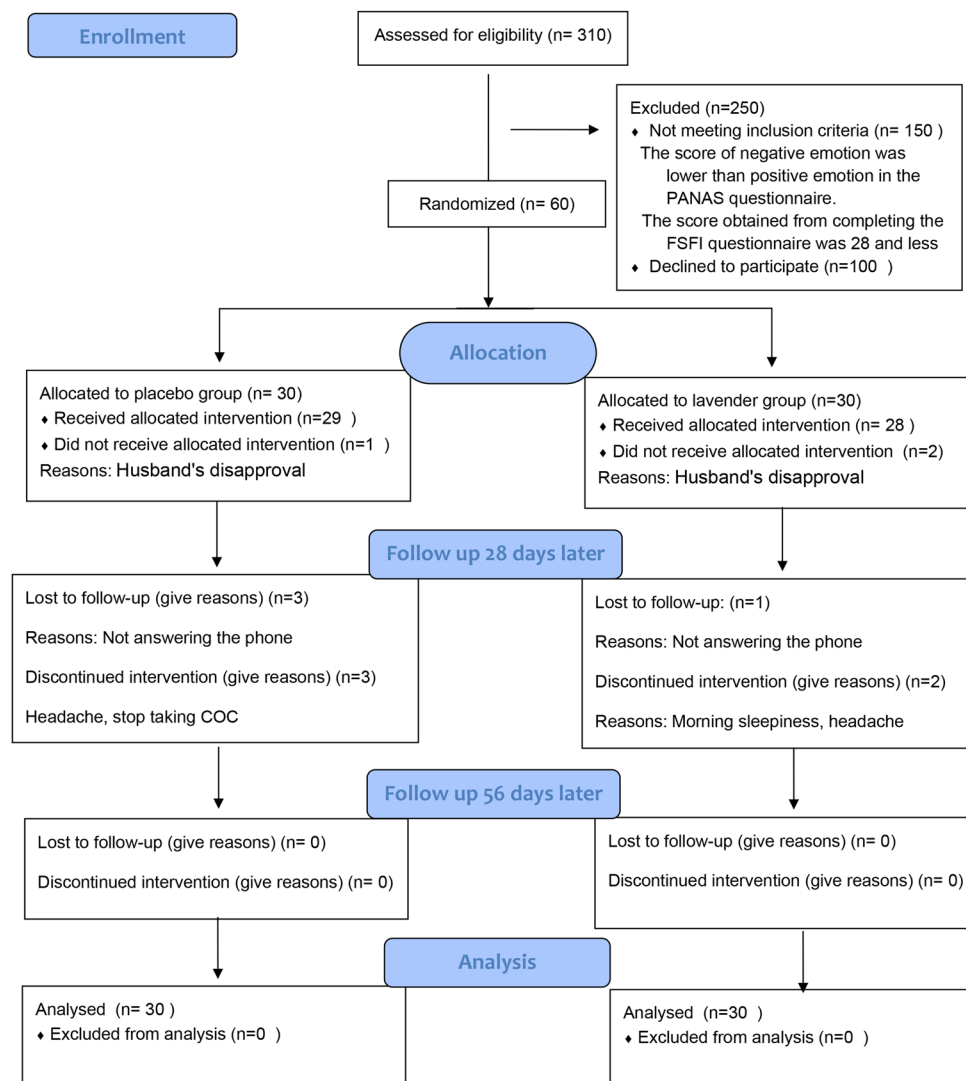 Enrollment
Assessed for eligibility (n= 310)
Excluded (n=250)
♦ Not meeting inclusion criteria (n= 150 )
The score of negative emotion was
lower than positive emotion in the
PANAS questionnaire.
The score obtained from completing the
FSFI questionnaire was 28 and less
♦ Declined to participate (n=100 )
Randomized (n= 60)
Allocation
Allocated to placebo group (n= 30)
♦ Received allocated intervention (n=29 )
♦ Did not receive allocated intervention (n=1 )
Reasons: Husband's disapproval
Allocated to lavender group (n=30)
♦ Received allocated intervention (n= 28 )
♦ Did not receive allocated intervention (n=2)
Reasons: Husband's disapproval
Follow up 28 days later
Lost to follow-up (give reasons) (n=3)
Reasons: Not answering the phone
Discontinued intervention (give reasons) (n=3)
Headache, stop taking COC
Lost to follow-up: (n=1)
Reasons: Not answering the phone
Discontinued intervention (give reasons) (n=2)
Reasons: Morning sleepiness, headache
Follow up 56 days later
Lost to follow-up (give reasons) (n= 0)
Discontinued intervention (give reasons) (n= 0)
Lost to follow-up (give reasons) (n= 0)
Discontinued intervention (give reasons) (n= 0)
Analysis
Analysed (n= 30 )
♦ Excluded from analysis (n=0 )
Analysed (n=30 )
♦ Excluded from analysis (n=0 )